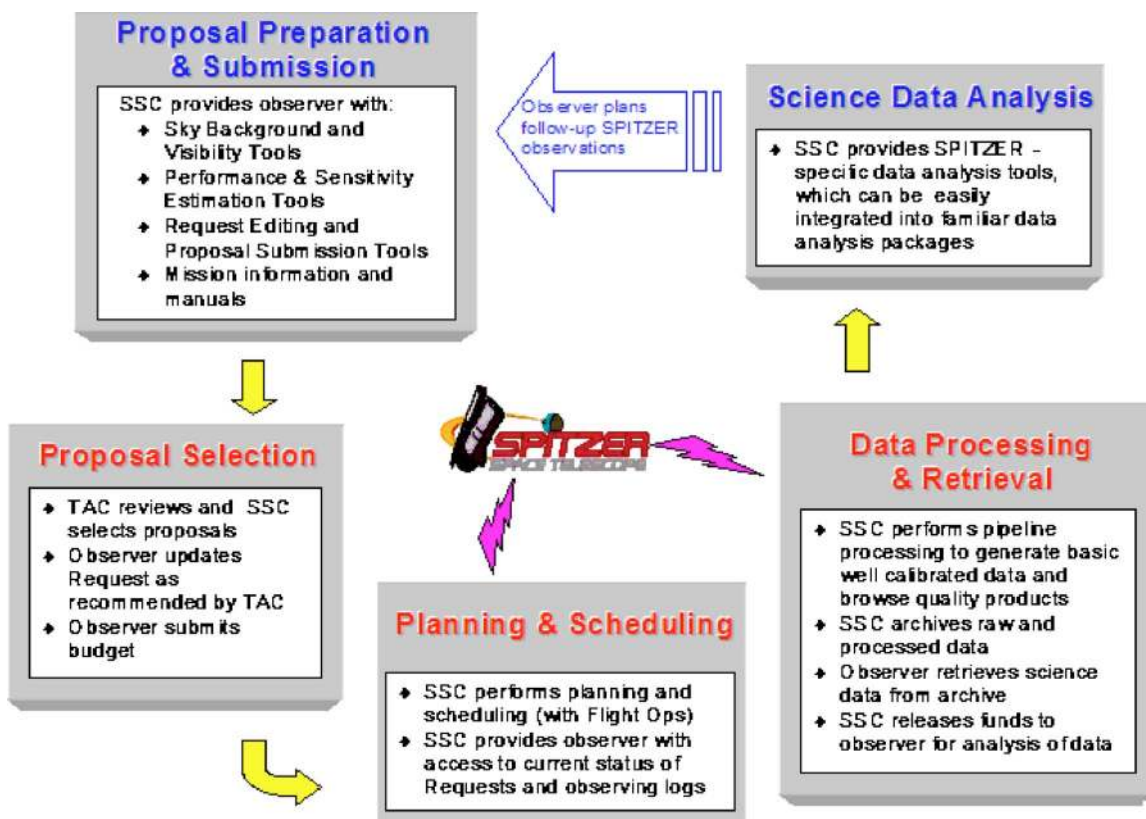 Proposal Preparation
& Submission
SSC provides observer with:
Sky Background and
Visibility Tools
Performance & Sensitivity
Estimation Tools
Request Editing and
Proposal Submission Tools
Mission information and
manuals
Observer plans
follow-up SPITZER
observations
Science Data Analysis
SSC provides SPITZER –
specific data analysis tools,
which can be easily
integrated into familiar data
analysis packages
Proposal Selection
TAC reviews and SSC
selects proposals
Observer updates
Request as
recommended by TAC
Observer submits
budget
SPITZER
SPACE TELESCOPE
Planning & Scheduling
SSC performs planning and
scheduling (with Flight Ops)
SSC provides observer with
access to current status of
Requests and observing logs
Data Processing
& Retrieval
SSC performs pipeline
processing to generate basic
well calibrated data and
browse quality products
SSC archives raw and
processed data
Observer retrieves science
data from archive
SSC releases funds to
observer for analysis of data